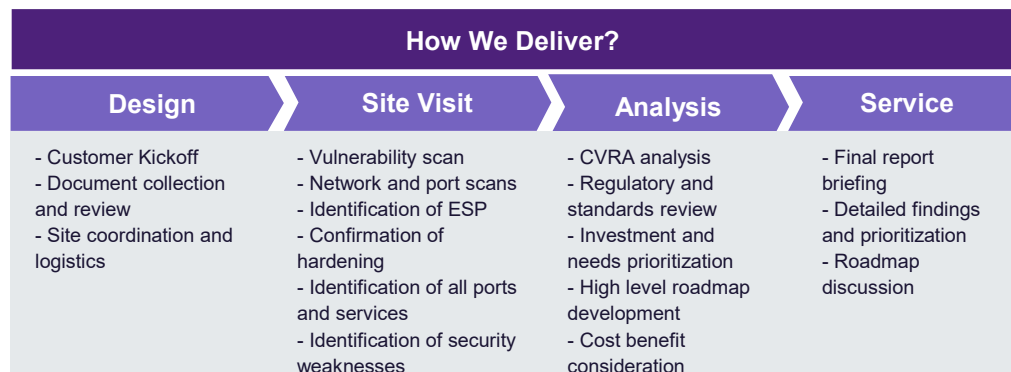 How We Deliver?
Design
Site Visit
Analysis
Service
- Customer Kickoff
- Document collection
and review
- Site coordination and
logistics
- Vulnerability scan
- Network and port scans
- Identification of ESP
- Confirmation of
hardening
- Identification of all ports
and services
- Identification of security
weaknesses
- CVRA analysis
- Regulatory and
standards review
- Investment and
needs prioritization
- High level roadmap
development
- Cost benefit
consideration
- Final report
briefing
- Detailed findings
and prioritization
- Roadmap
discussion